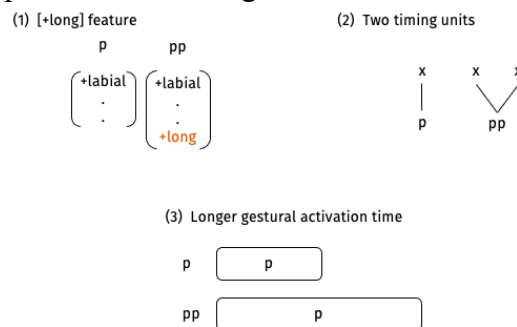 (1) [+long] feature
p pp
+labial +labial
. .
. .
+long
(2) Two timing units
x x x
p pp
(3) Longer gestural activation time
p p
pp p